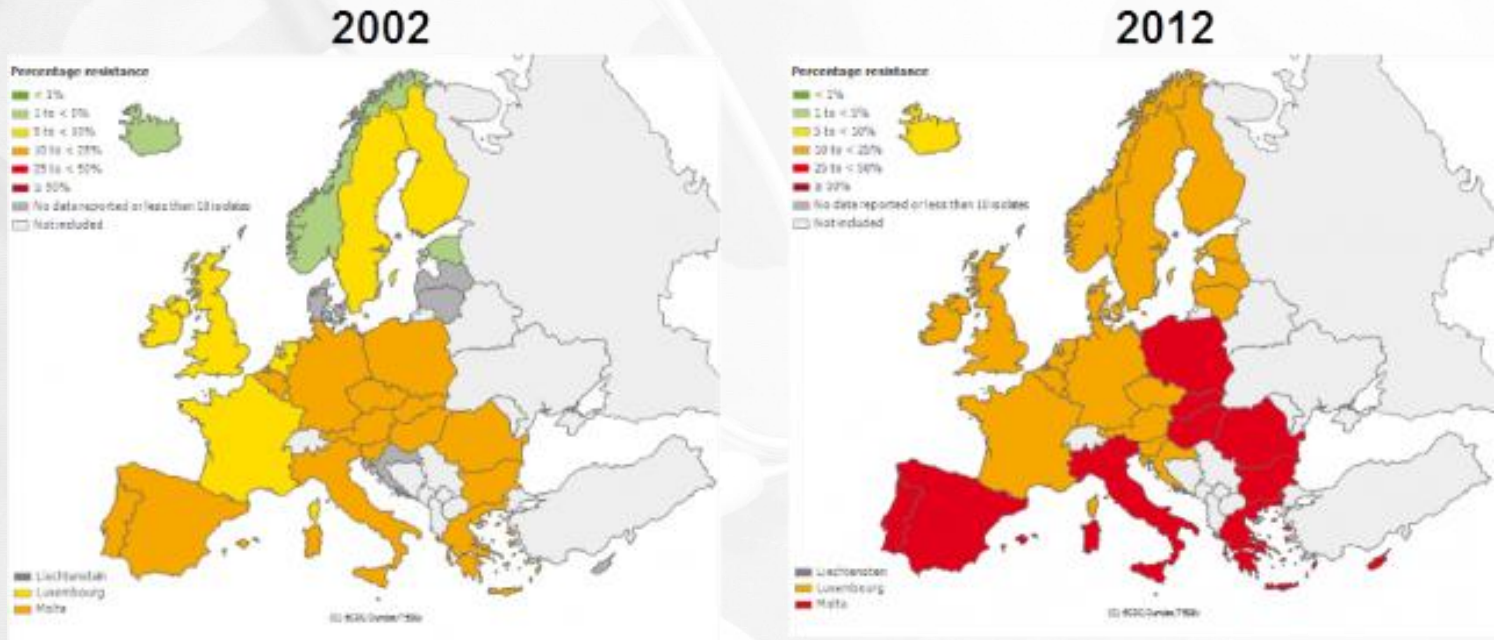 2002
Percentage resistance
< 1%
1 to < 5%
5 to < 10%
10 to < 25%
25 to < 50%
≥ 50%
No data reported or less than 10 isolates
Not included
Liechtenstein
Luxembourg
Malta
2012
Percentage resistance
< 1%
1 to < 5%
5 to < 10%
10 to < 25%
25 to < 50%
≥ 50%
No data reported or less than 10 isolates
Not included
Liechtenstein
Luxembourg
Malta